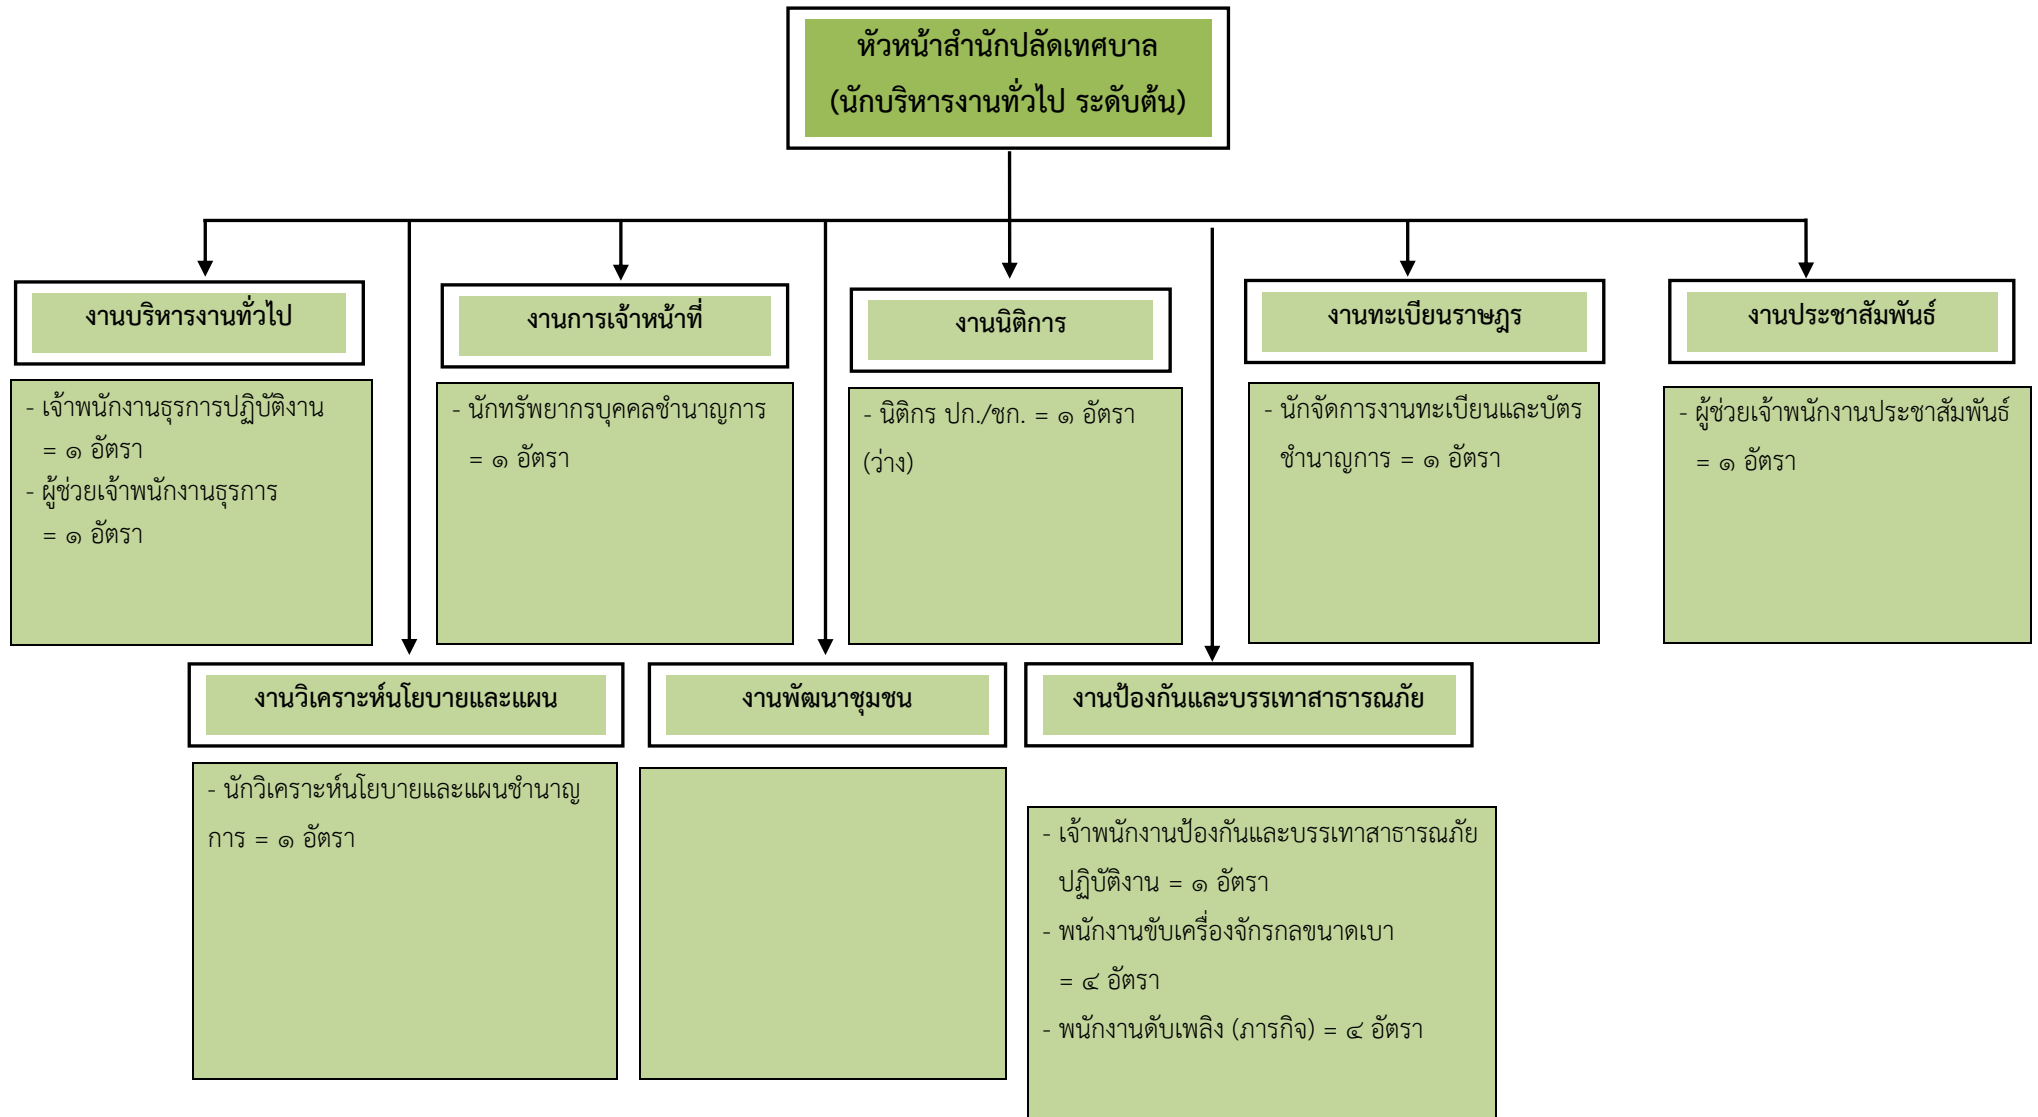 หัวหน้าสำนักปลัดเทศบาล
(นักบริหารงานทั่วไป ระดับต้น)
งานบริหารงานทั่วไป
- เจ้าพนักงานธุรการปฏิบัติงาน
= ๑ อัตรา
- ผู้ช่วยเจ้าพนักงานธุรการ
= ๑ อัตรา
งานการเจ้าหน้าที่
- นักทรัพยากรบุคคลชำนาญการ
= ๑ อัตรา
งานนิติการ
- นิติกร ปก./ชก. = ๑ อัตรา
(ว่าง)
งานทะเบียนราษฎร
- นักจัดการงานทะเบียนและบัตร
ชำนาญการ = ๑ อัตรา
งานประชาสัมพันธ์
- ผู้ช่วยเจ้าพนักงานประชาสัมพันธ์
= ๑ อัตรา
งานวิเคราะห์นโยบายและแผน
- นักวิเคราะห์นโยบายและแผนชำนาญ
การ = ๑ อัตรา
งานพัฒนาชุมชน
งานป้องกันและบรรเทาสาธารณภัย
- เจ้าพนักงานป้องกันและบรรเทาสาธารณภัย
ปฏิบัติงาน = ๑ อัตรา
- พนักงานขับเครื่องจักรกลขนาดเบา
= ๔ อัตรา
- พนักงานดับเพลิง (ภารกิจ) = ๔ อัตรา